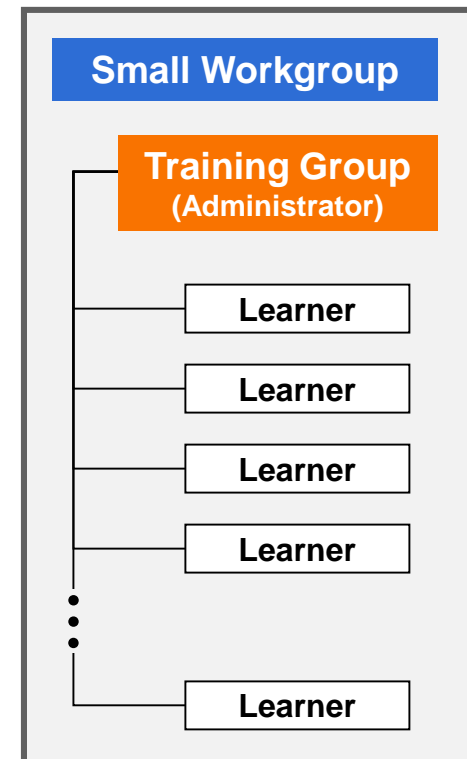 Small Workgroup
Training Group
(Administrator)
Learner
Learner
Learner
Learner
Learner